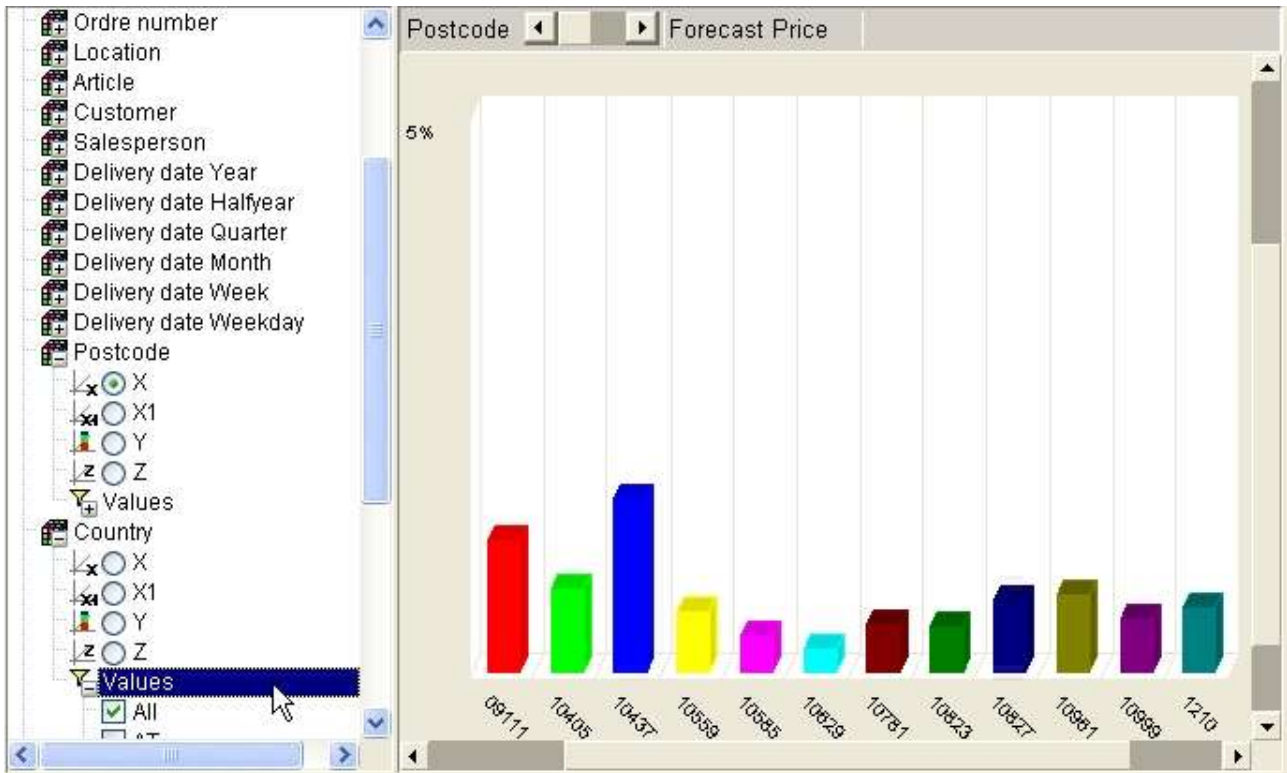 Ordre number
Location
Article
Customer
Salesperson
Delivery date Year
Delivery date Halfyear
Delivery date Quarter
Delivery date Month
Delivery date Week
Delivery date Weekday
Postcode
X
X1
Y
Z
Values
Country
X
X1
Y
Z
Values
All
Postcode Forecast Price
5%
09111 10405 10437 10559 10585 10629 10781 10823 10827 10961 10999 1210